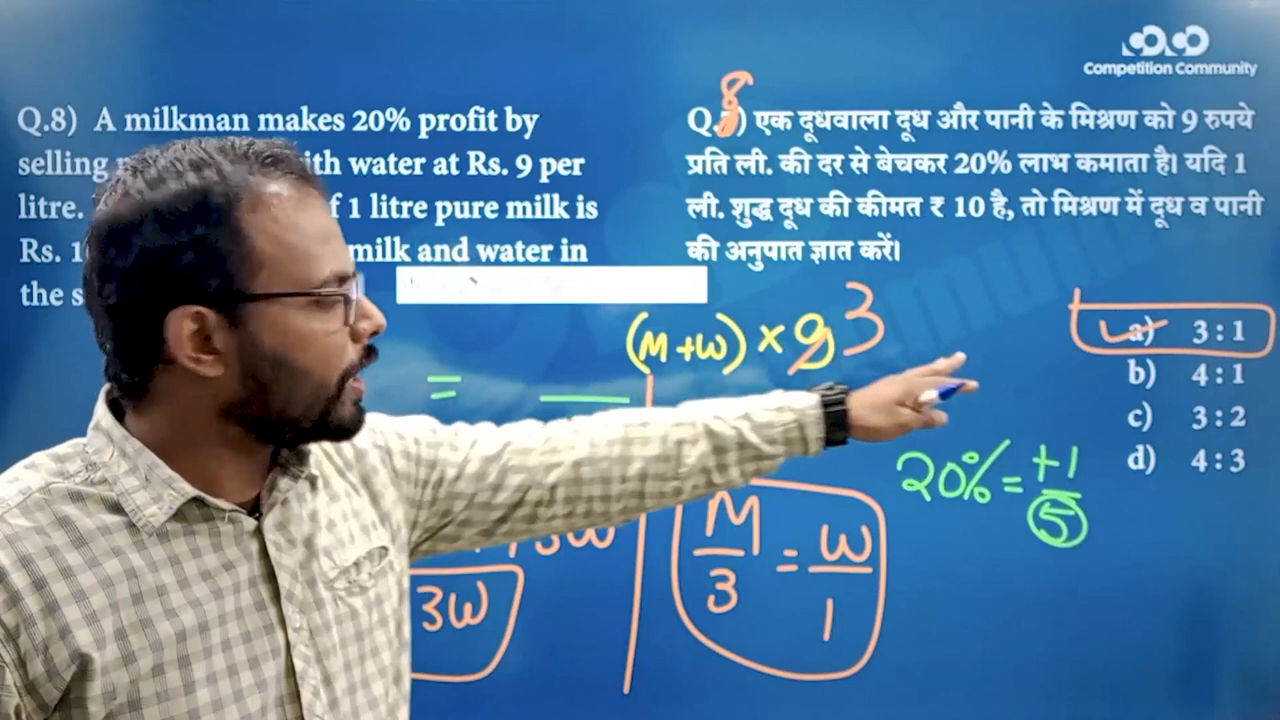 Competition Community
Q.8) A milkman makes 20% profit by
selling ith water at Rs. 9 per
litre. f 1 litre pure milk is
Rs. 1 milk and water in
the s
8
Q. ) एक दूधवाला दूध और पानी के मिश्रण को 9 रुपये
प्रति ली. की दर से बेचकर 20% लाभ कमाता है। यदि 1
ली. शुद्ध दूध की कीमत ₹ 10 है, तो मिश्रण में दूध व पानी
की अनुपात ज्ञात करें।
a) 3 : 1
b) 4 : 1
c) 3 : 2
d) 4 : 3
(M+W) × 9 3
=
20% = +1/5
3W
M/3 = W/1